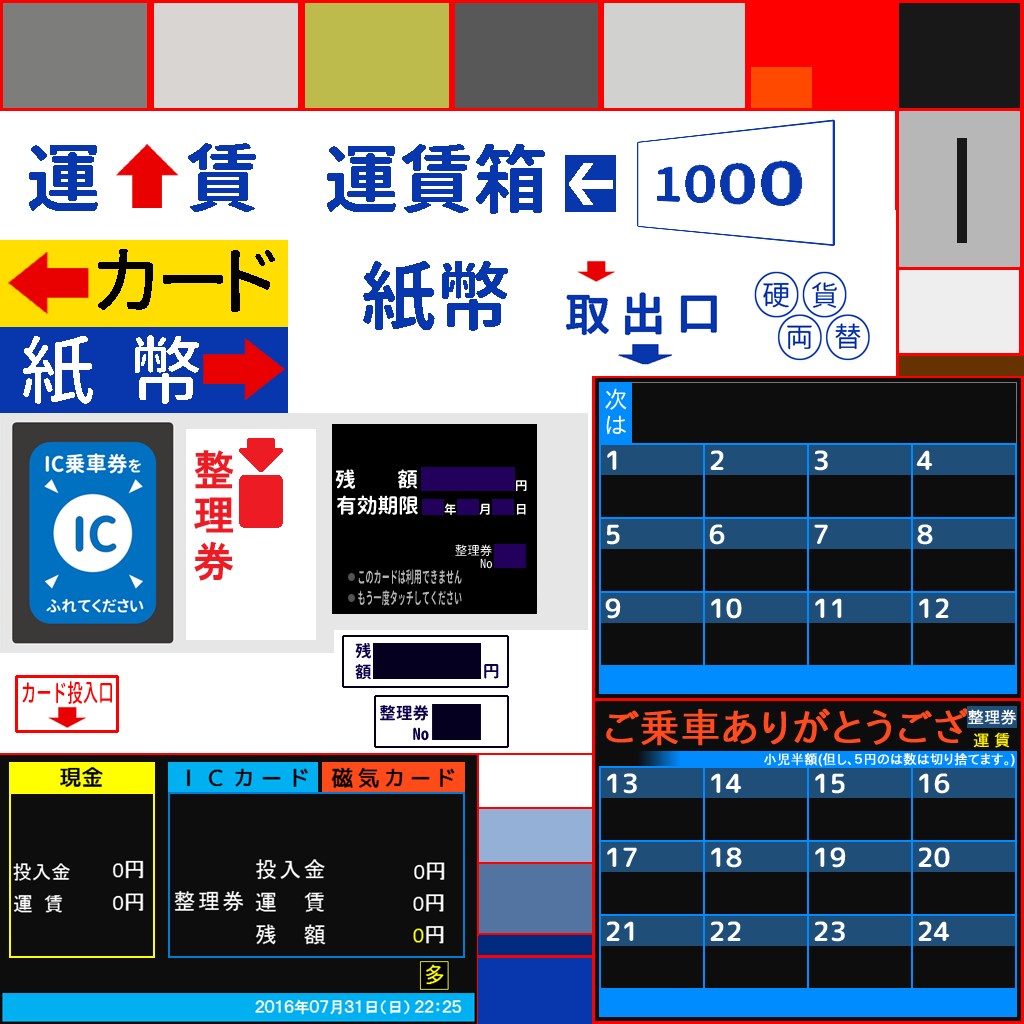 運 賃
運賃箱
1000
カード
紙 幣
紙幣
取出口
硬貨
両替
IC乗車券を
IC
ふれてください
整理券
残 額 円
有効期限 年 月 日
整理券
No
このカードは利用できません
もう一度タッチしてください
残額 円
整理券
No
カード投入口
次は
1 2 3 4
5 6 7 8
9 10 11 12
ご乗車ありがとうござ
整理券
運賃
小児半額(但し、5円のは数は切り捨てます。)
13 14 15 16
17 18 19 20
21 22 23 24
現金
投入金 0円
運賃 0円
ICカード
磁気カード
投入金 0円
整理券 運賃 0円
残額 0円
多
2016年07月31日(日) 22:25